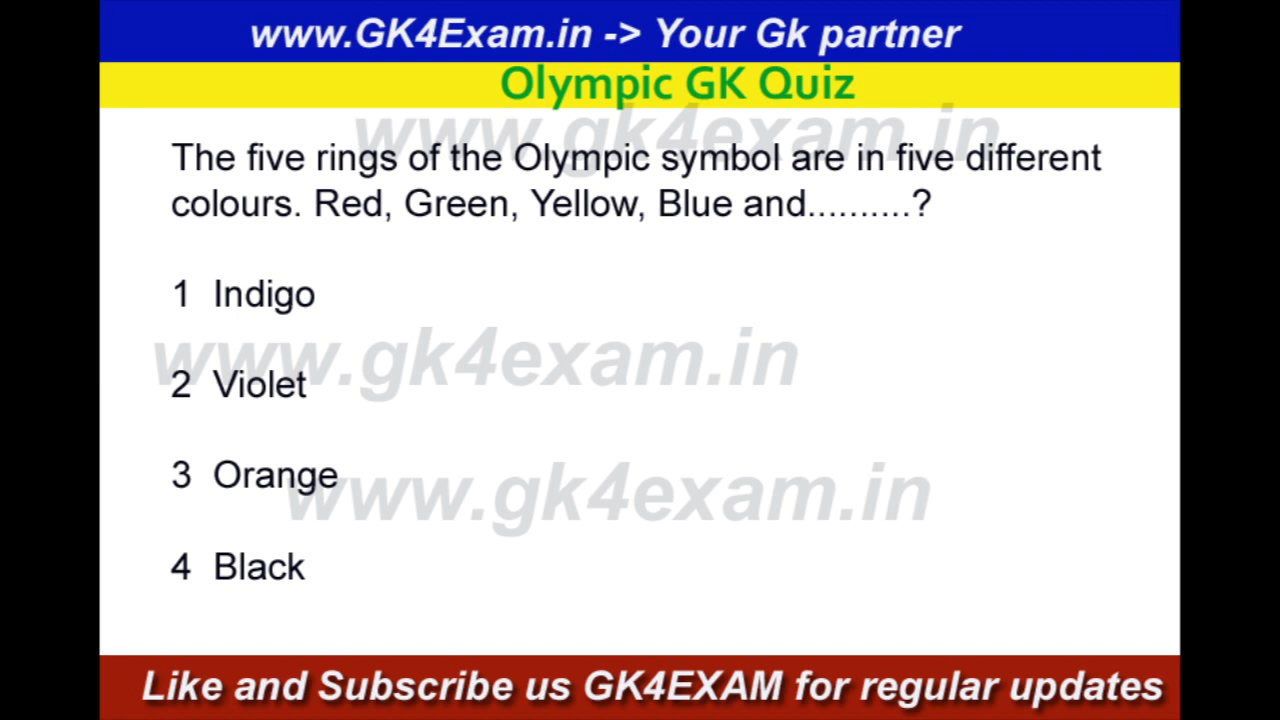 www.GK4Exam.in -> Your Gk partner
Olympic GK Quiz
www.gk4exam.in
The five rings of the Olympic symbol are in five different
colours. Red, Green, Yellow, Blue and..........?
1 Indigo
www.gk4exam.in
2 Violet
3 Orange
www.gk4exam.in
4 Black
Like and Subscribe us GK4EXAM for regular updates